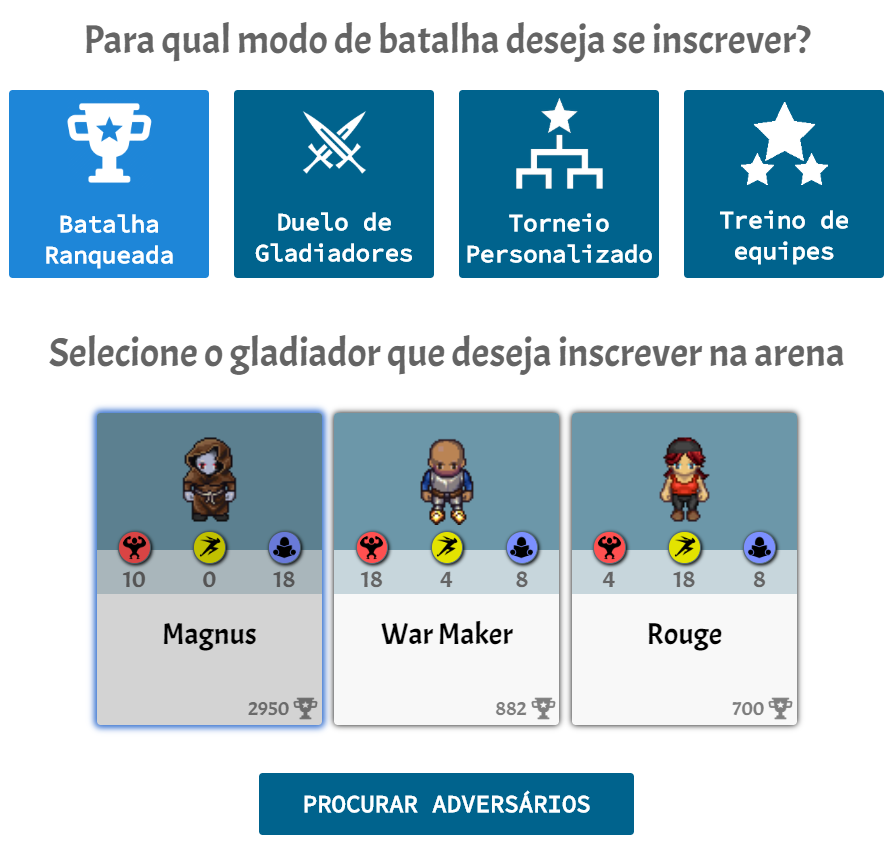 Para qual modo de batalha deseja se inscrever?
Batalha
Ranqueada
Duelo de
Gladiadores
Torneio
Personalizado
Treino de
equipes
Selecione o gladiador que deseja inscrever na arena
10 0 18
Magnus
2950
18 4 8
War Maker
882
4 18 8
Rouge
700
PROCURAR ADVERSÁRIOS